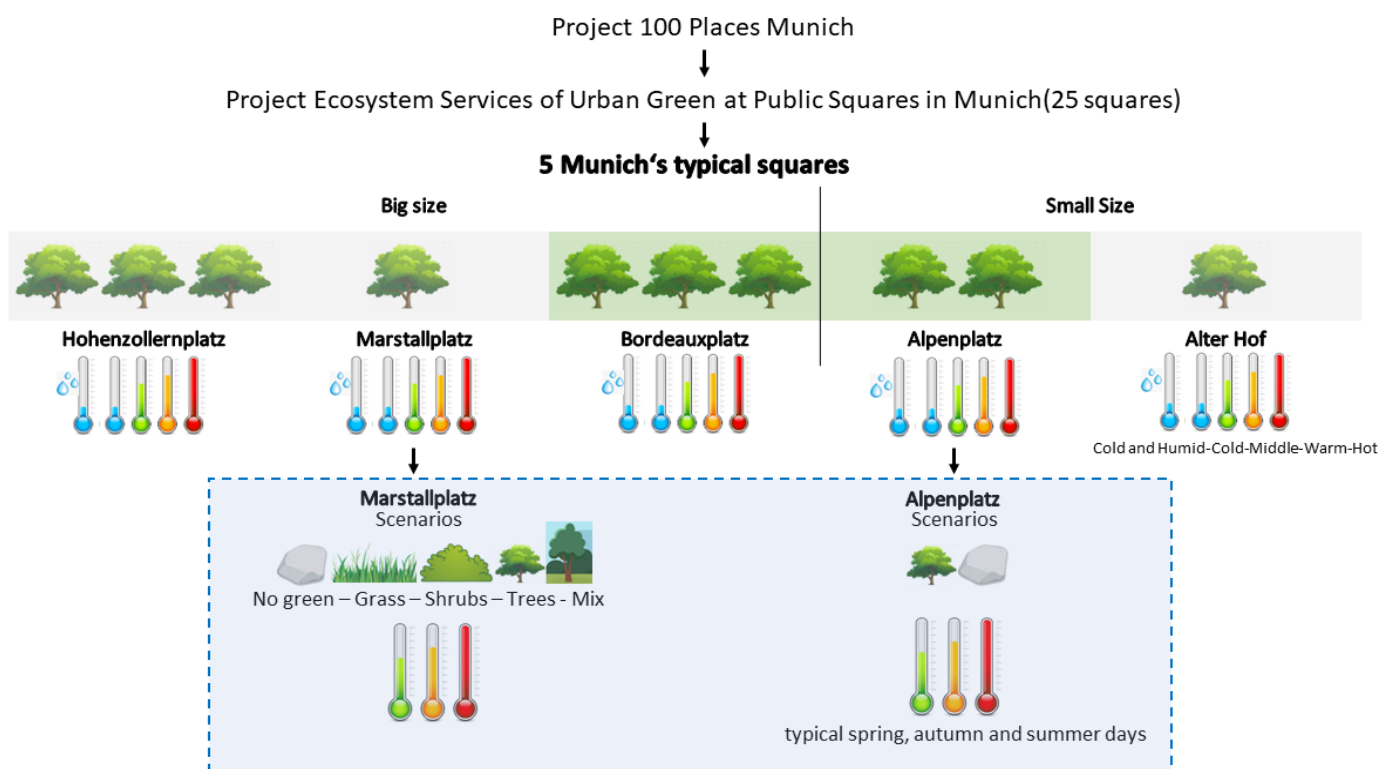 Project 100 Places Munich
Project Ecosystem Services of Urban Green at Public Squares in Munich(25 squares)
5 Munich‘s typical squares
Big size
Small Size
Hohenzollernplatz
Marstallplatz
Bordeauxplatz
Alpenplatz
Alter Hof
Cold and Humid-Cold-Middle-Warm-Hot
Marstallplatz
Scenarios
No green – Grass – Shrubs – Trees - Mix
Alpenplatz
Scenarios
typical spring, autumn and summer days